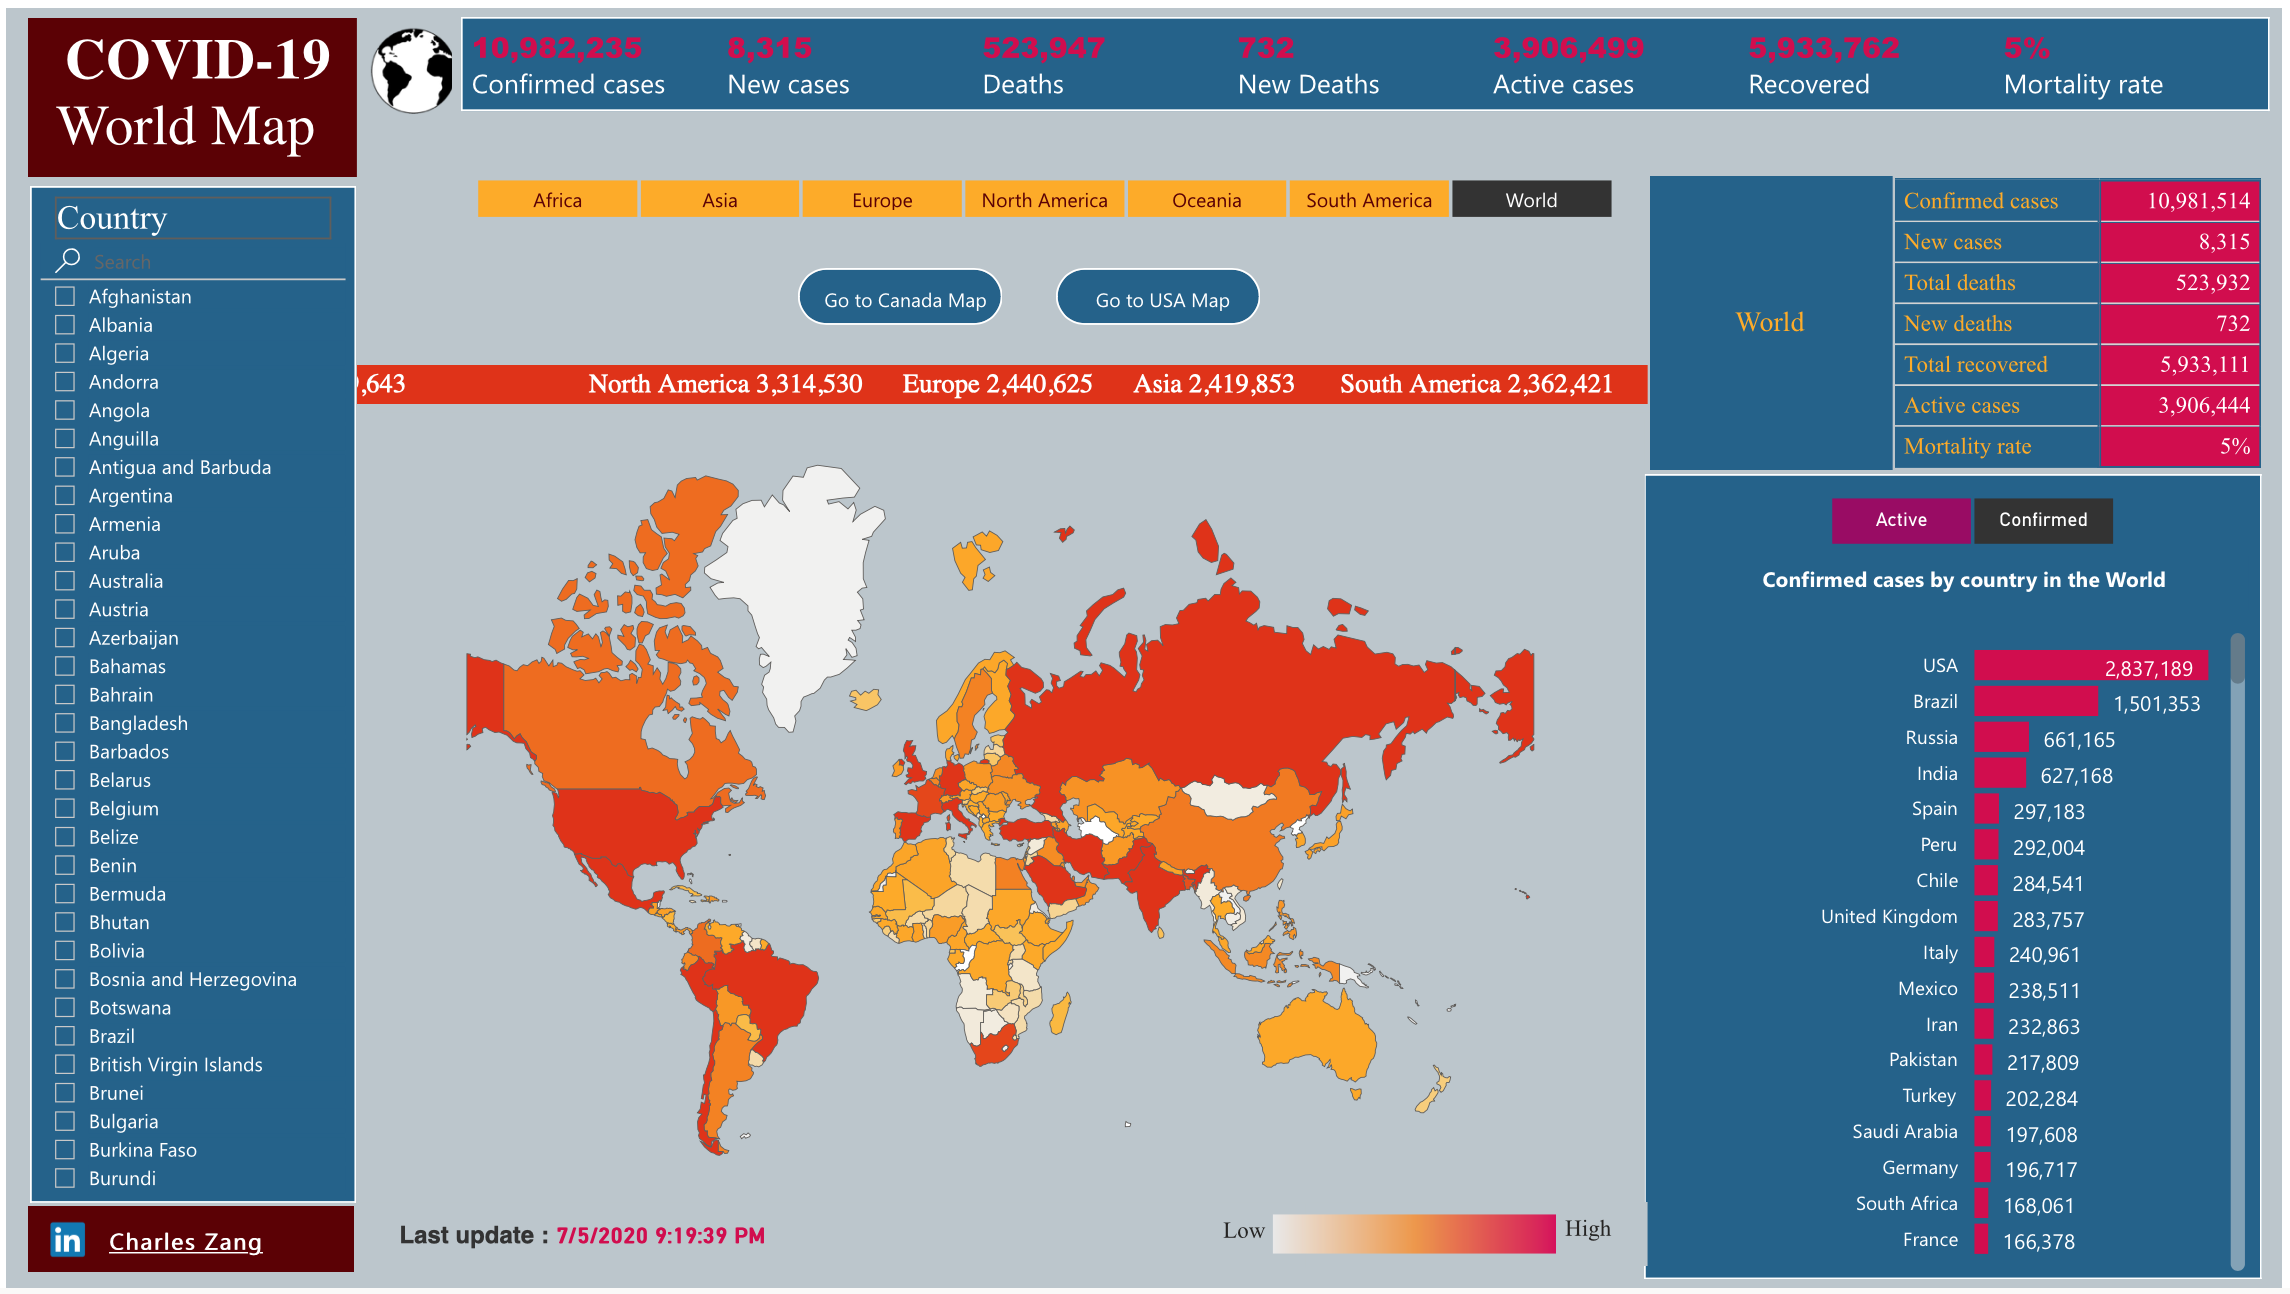 COVID-19
World Map
10,982,235
Confirmed cases
8,315
New cases
523,947
Deaths
732
New Deaths
3,906,499
Active cases
5,933,762
Recovered
5%
Mortality rate
Country
Search
Afghanistan
Albania
Algeria
Andorra
Angola
Anguilla
Antigua and Barbuda
Argentina
Armenia
Aruba
Australia
Austria
Azerbaijan
Bahamas
Bahrain
Bangladesh
Barbados
Belarus
Belgium
Belize
Benin
Bermuda
Bhutan
Bolivia
Bosnia and Herzegovina
Botswana
Brazil
British Virgin Islands
Brunei
Bulgaria
Burkina Faso
Burundi
in Charles Zang
Africa Asia Europe North America Oceania South America World
Go to Canada Map Go to USA Map
,643 North America 3,314,530 Europe 2,440,625 Asia 2,419,853 South America 2,362,421
Last update : 7/5/2020 9:19:39 PM
Low High
World
Confirmed cases 10,981,514
New cases 8,315
Total deaths 523,932
New deaths 732
Total recovered 5,933,111
Active cases 3,906,444
Mortality rate 5%
Active Confirmed
Confirmed cases by country in the World
USA 2,837,189
Brazil 1,501,353
Russia 661,165
India 627,168
Spain 297,183
Peru 292,004
Chile 284,541
United Kingdom 283,757
Italy 240,961
Mexico 238,511
Iran 232,863
Pakistan 217,809
Turkey 202,284
Saudi Arabia 197,608
Germany 196,717
South Africa 168,061
France 166,378